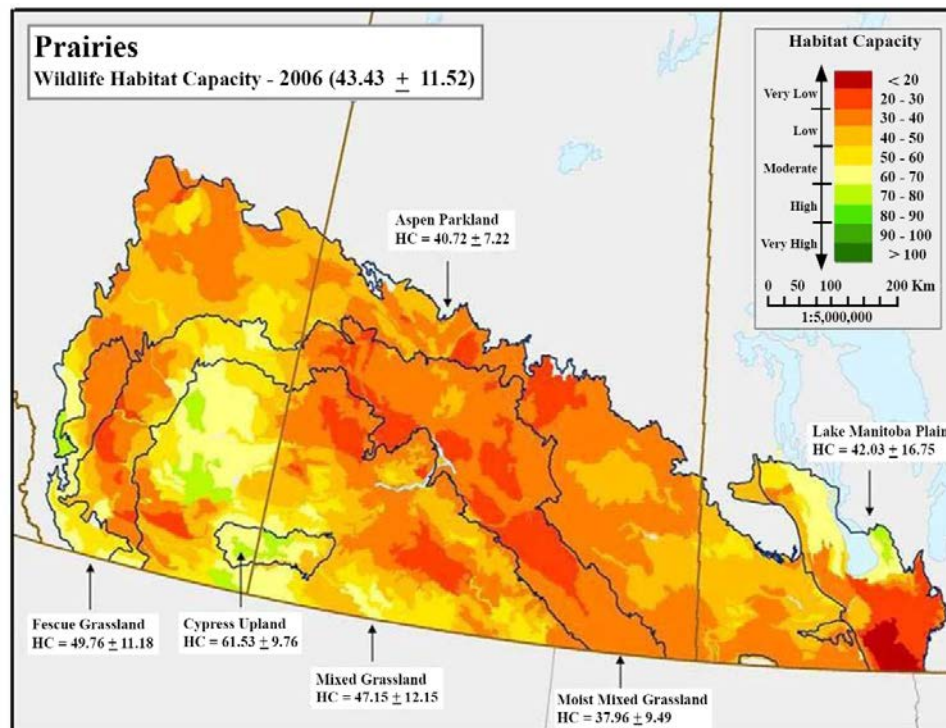 Prairies
Wildlife Habitat Capacity - 2006 (43.43 ± 11.52)
Habitat Capacity
Very Low
Low
Moderate
High
Very High
< 20
20 - 30
30 - 40
40 - 50
50 - 60
60 - 70
70 - 80
80 - 90
90 - 100
> 100
0 50 100 200 Km
1:5,000,000
Aspen Parkland
HC = 40.72 ± 7.22
Lake Manitoba Plain
HC = 42.03 ± 16.75
Fescue Grassland
HC = 49.76 ± 11.18
Cypress Upland
HC = 61.53 ± 9.76
Mixed Grassland
HC = 47.15 ± 12.15
Moist Mixed Grassland
HC = 37.96 ± 9.49